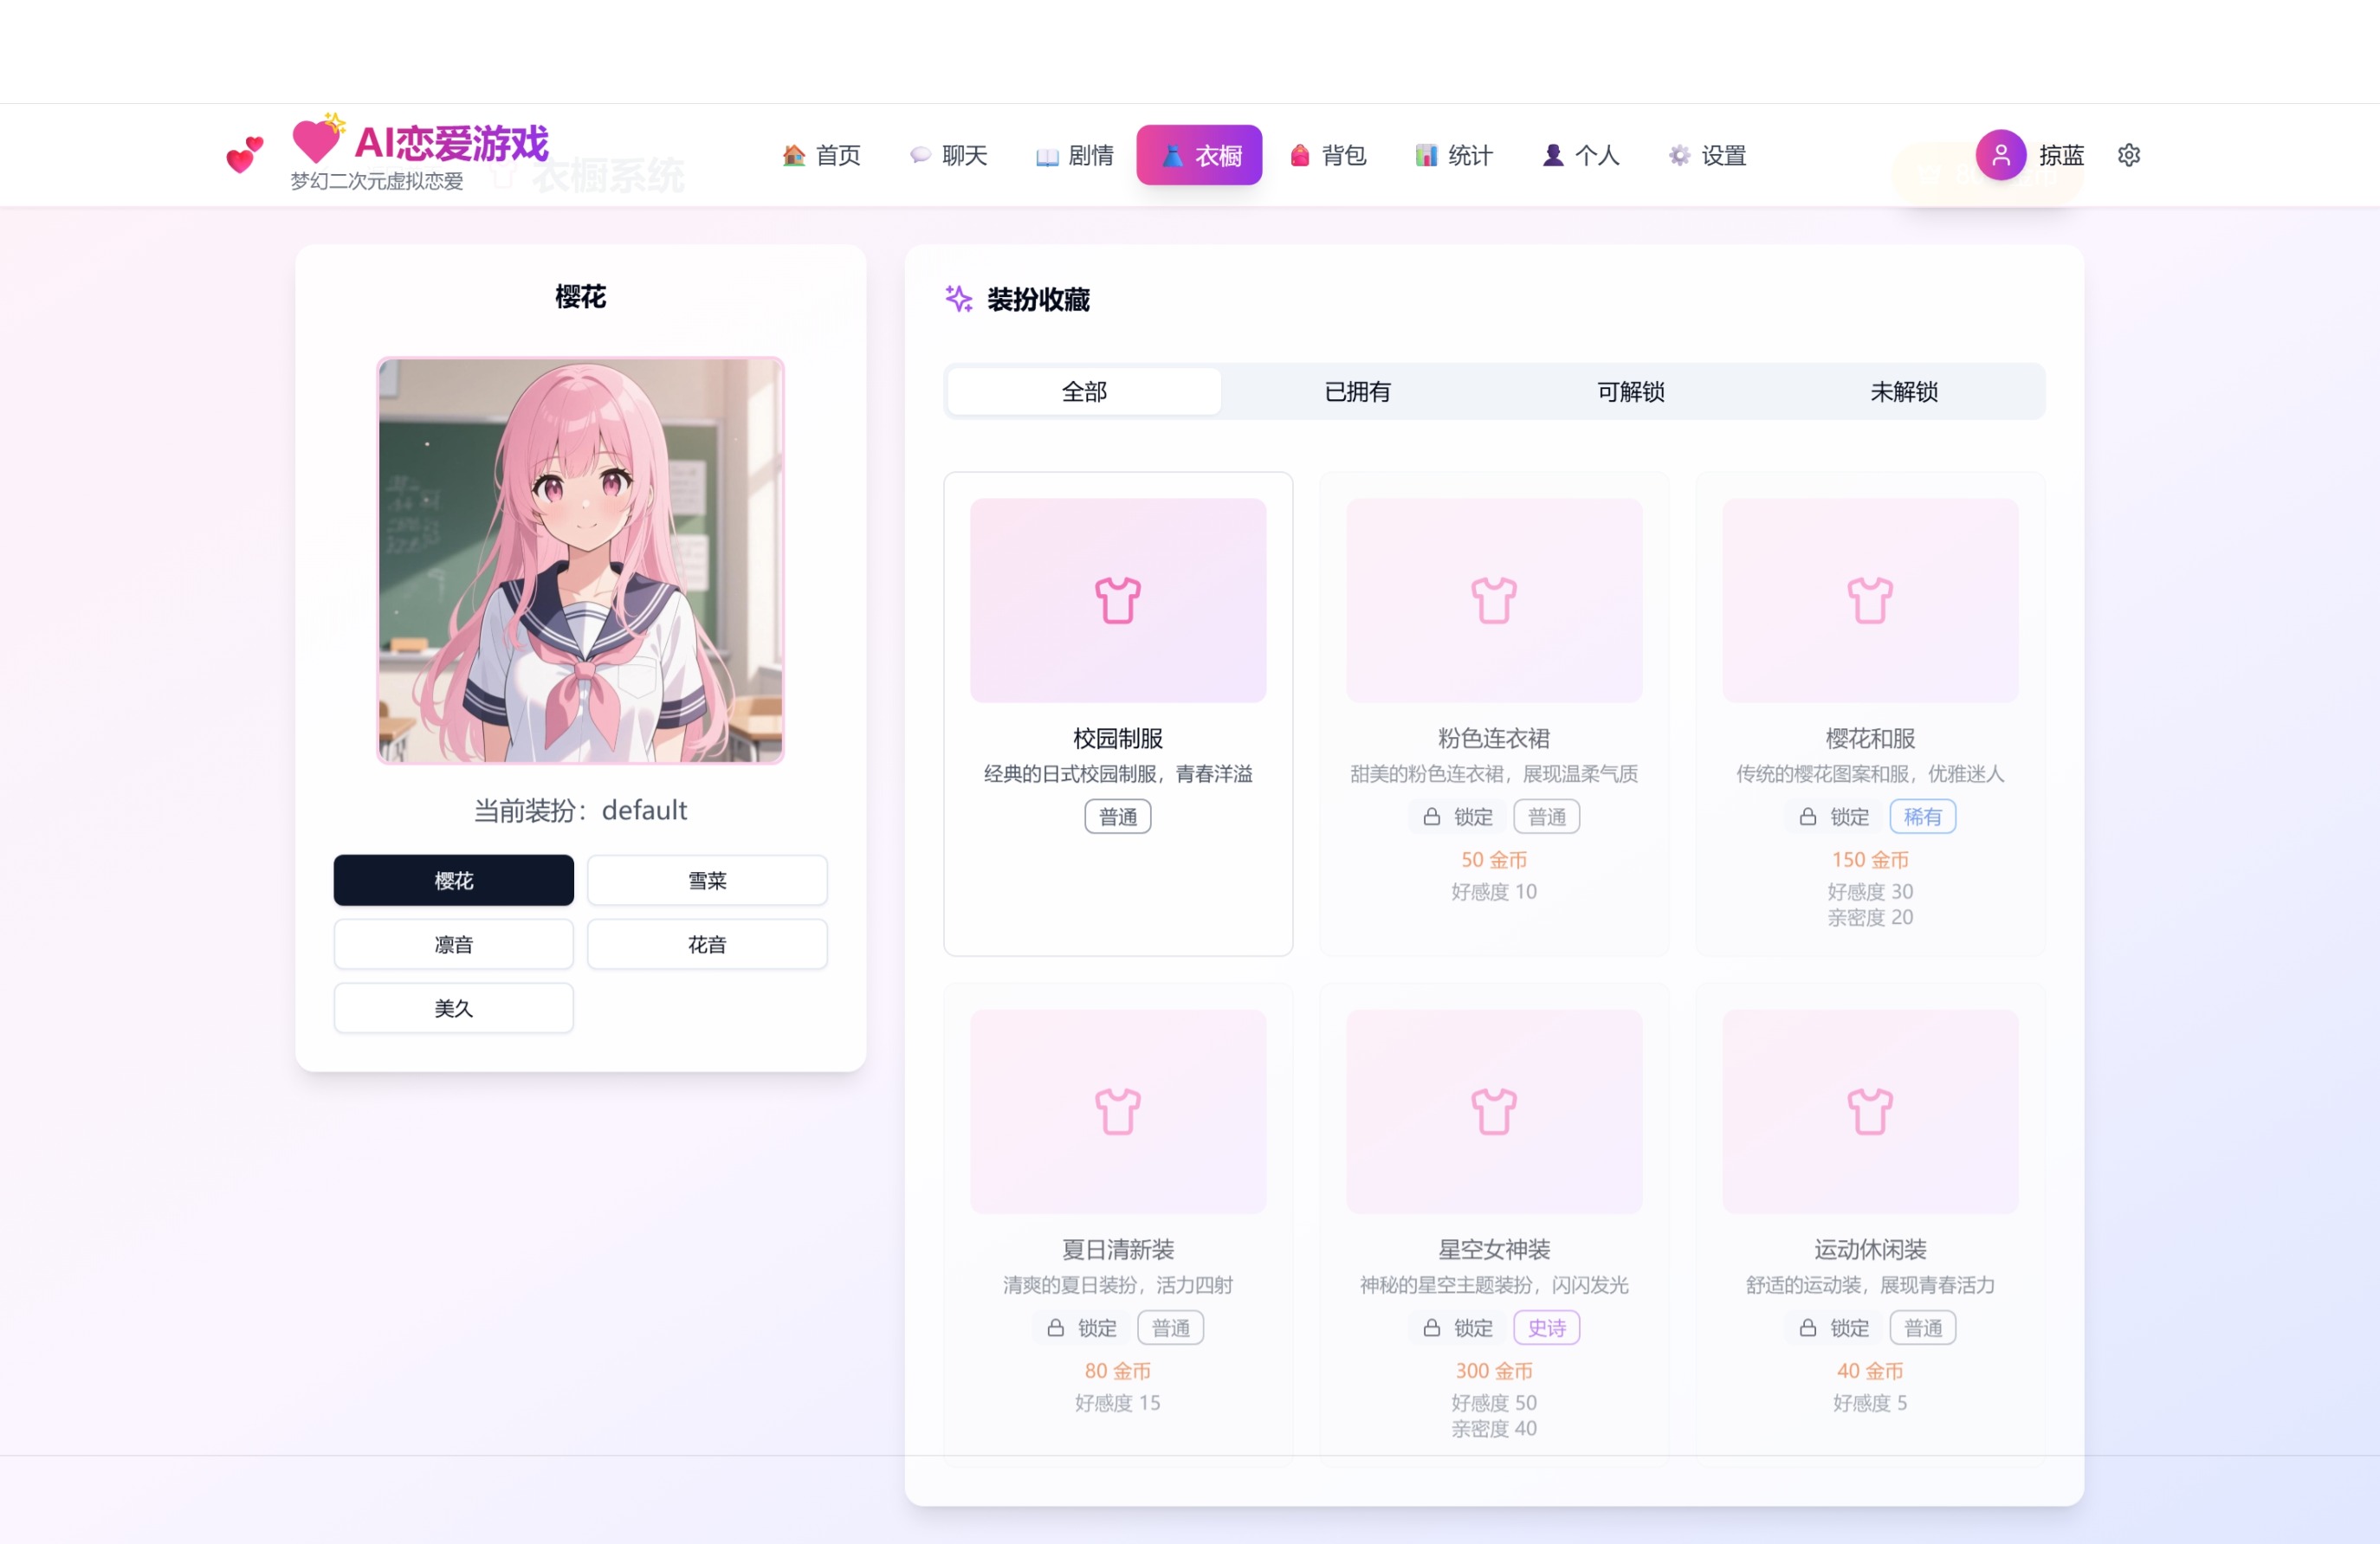 AI恋爱游戏
梦幻二次元虚拟恋爱
衣橱系统
首页
聊天
剧情
衣橱
背包
统计
个人
设置
掠蓝
樱花
当前装扮：default
樱花
雪菜
凛音
花音
美久
装扮收藏
全部
已拥有
可解锁
未解锁
校园制服
经典的日式校园制服，青春洋溢
普通
粉色连衣裙
甜美的粉色连衣裙，展现温柔气质
锁定 普通
50 金币
好感度 10
樱花和服
传统的樱花图案和服，优雅迷人
锁定 稀有
150 金币
好感度 30
亲密度 20
夏日清新装
清爽的夏日装扮，活力四射
锁定 普通
80 金币
好感度 15
星空女神装
神秘的星空主题装扮，闪闪发光
锁定 史诗
300 金币
好感度 50
亲密度 40
运动休闲装
舒适的运动装，展现青春活力
锁定 普通
40 金币
好感度 5